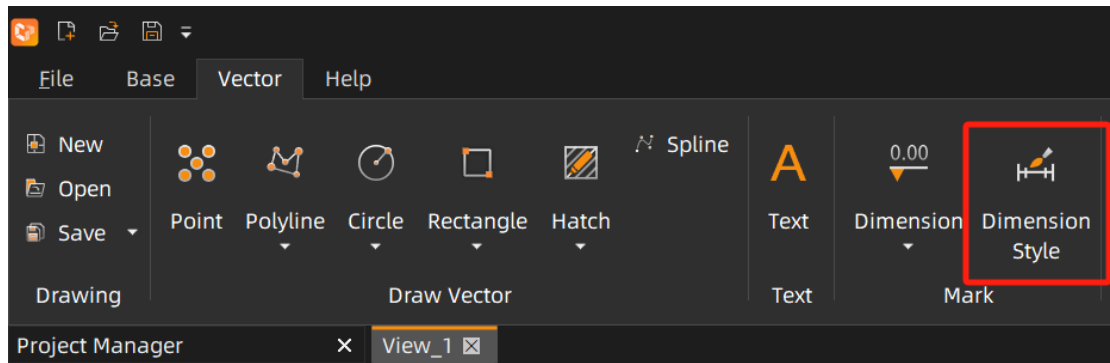 File Base Vector Help
New
Open
Save
Point Polyline Circle Rectangle Hatch
Spline
Drawing
Draw Vector
A
Text
Text
0.00
Dimension
Dimension
Style
Mark
Project Manager
View_1